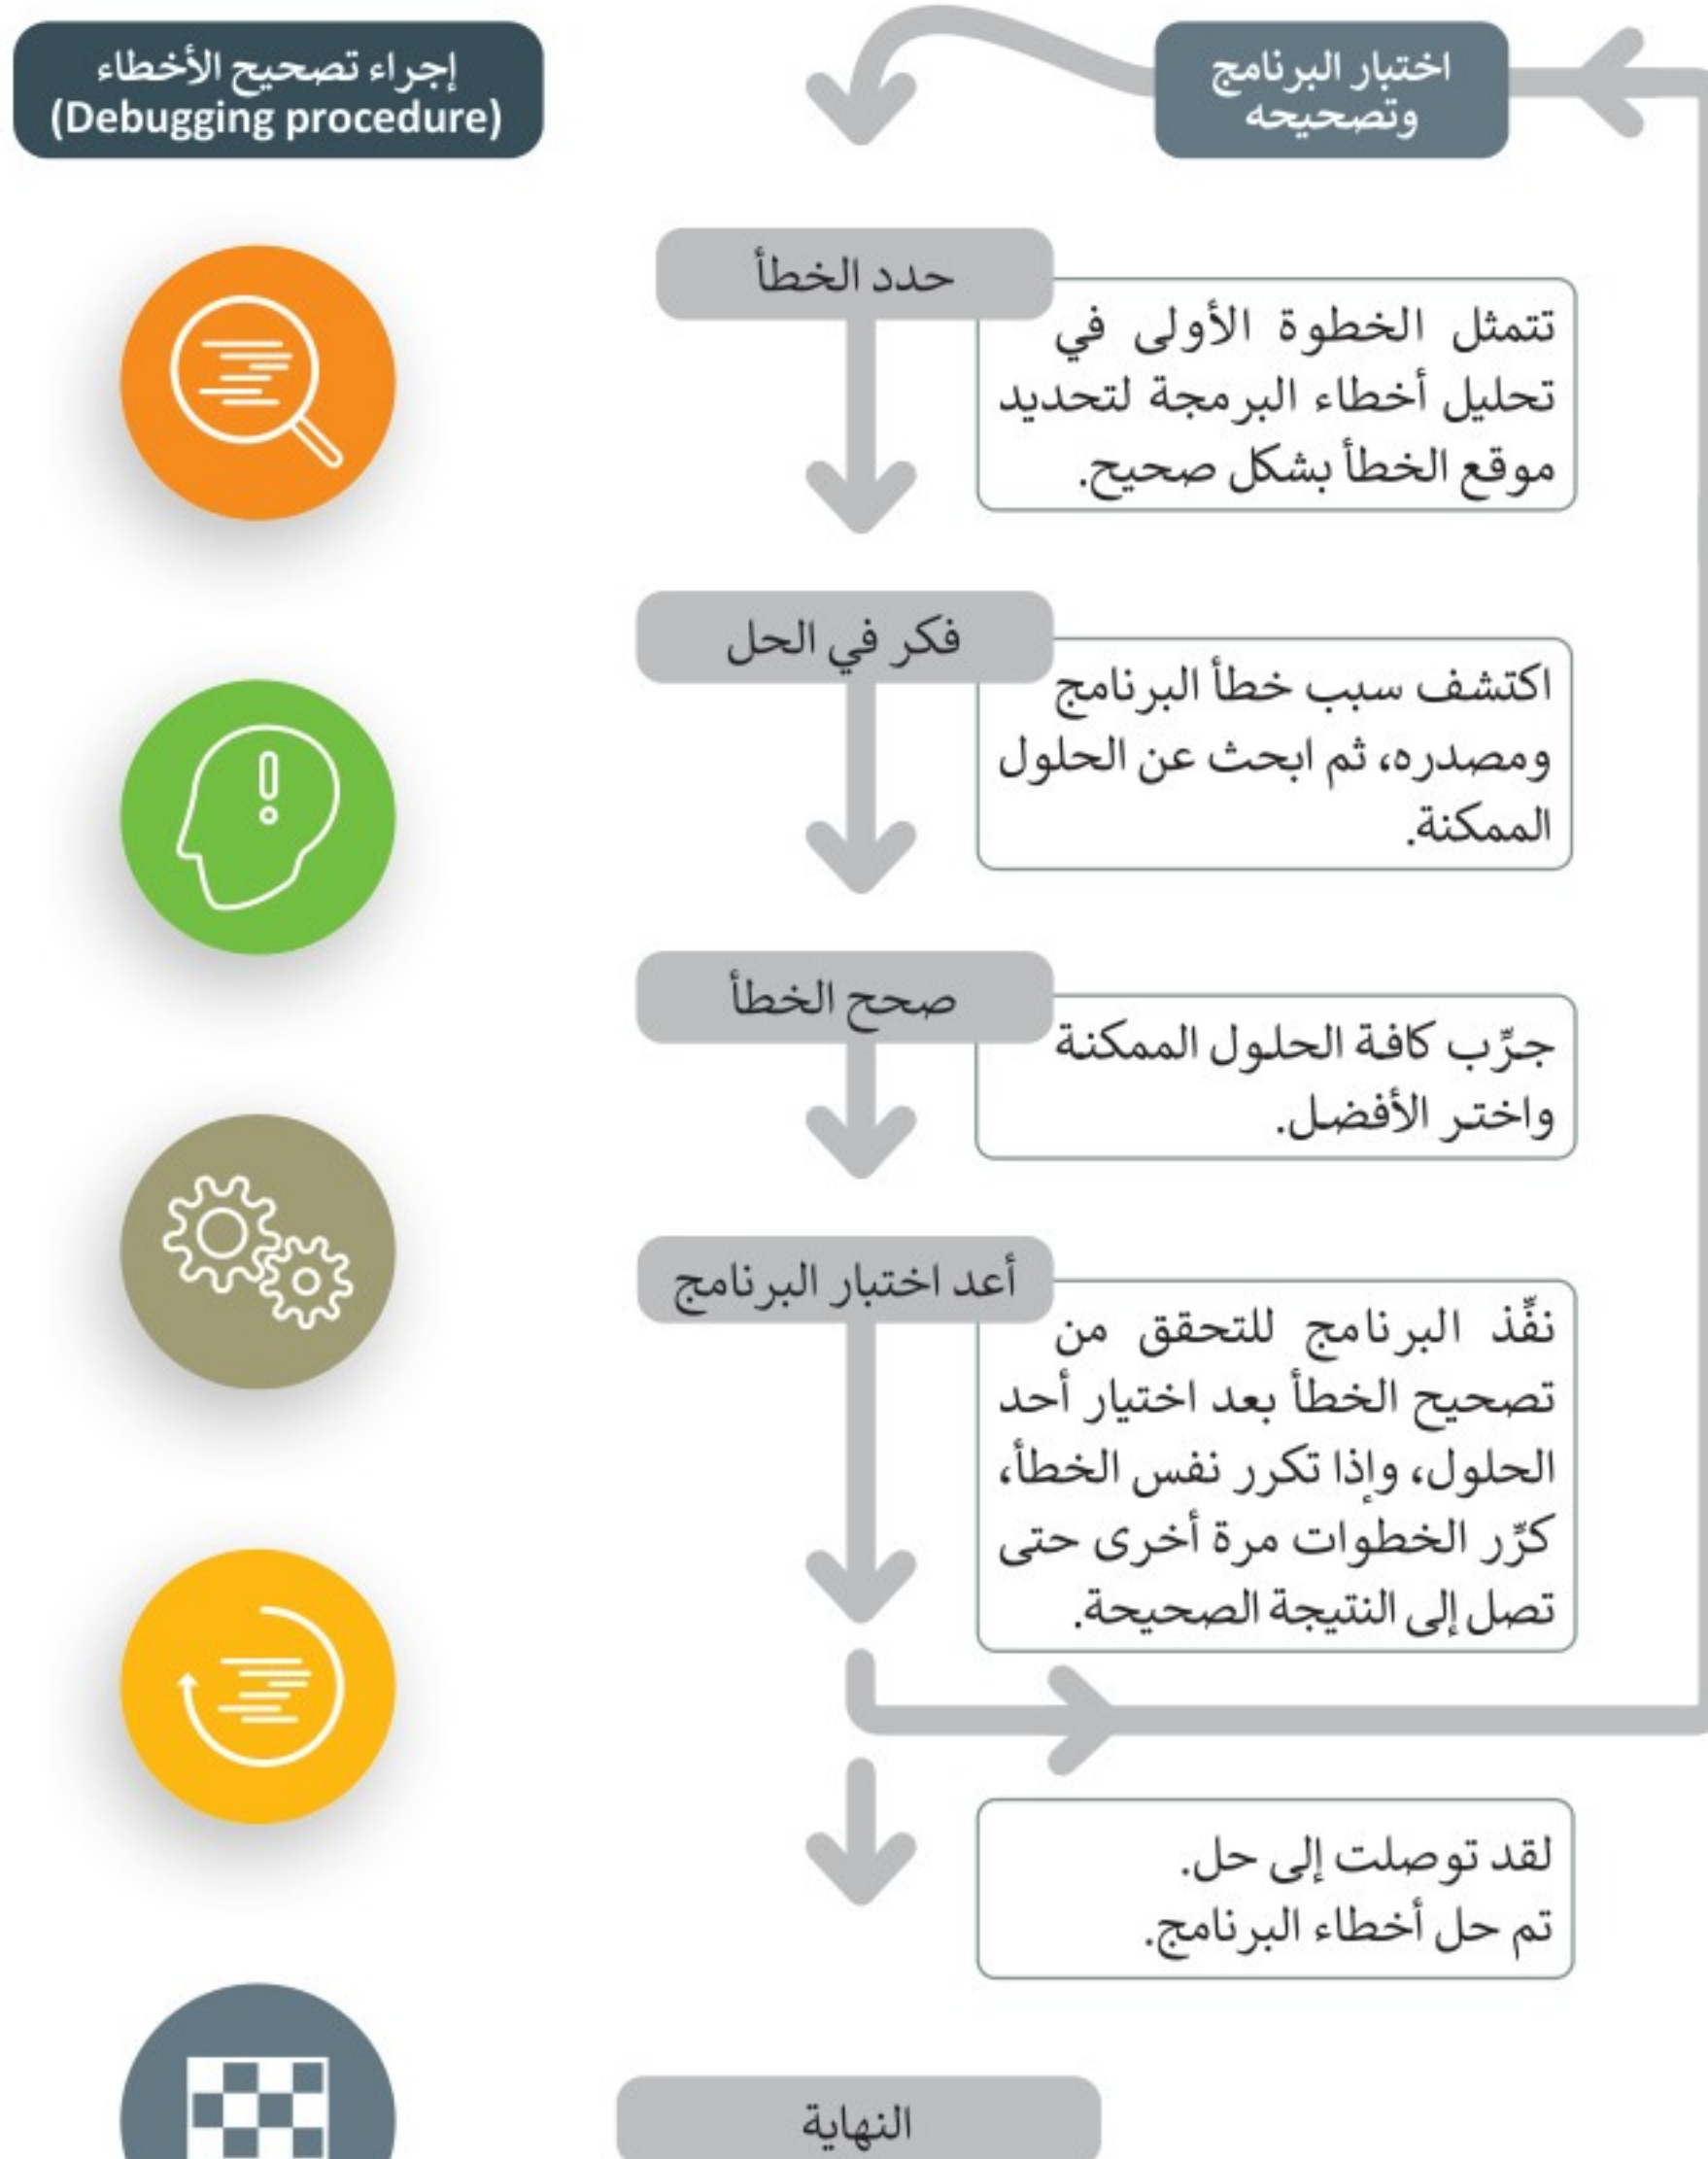 اختبار البرنامج
وتصحيحه
إجراء تصحيح الأخطاء
(Debugging procedure)
حدد الخطأ
تتمثل الخطوة الأولى في
تحليل أخطاء البرمجة لتحديد
موقع الخطأ بشكل صحيح.
فكر في الحل
اكتشف سبب خطأ البرنامج
ومصدره، ثم ابحث عن الحلول
الممكنة.
صحح الخطأ
جرِّب كافة الحلول الممكنة
واختر الأفضل.
أعد اختبار البرنامج
نفِّذ البرنامج للتحقق من
تصحيح الخطأ بعد اختيار أحد
الحلول، وإذا تكرر نفس الخطأ،
كرِّر الخطوات مرة أخرى حتى
تصل إلى النتيجة الصحيحة.
لقد توصلت إلى حل.
تم حل أخطاء البرنامج.
النهاية